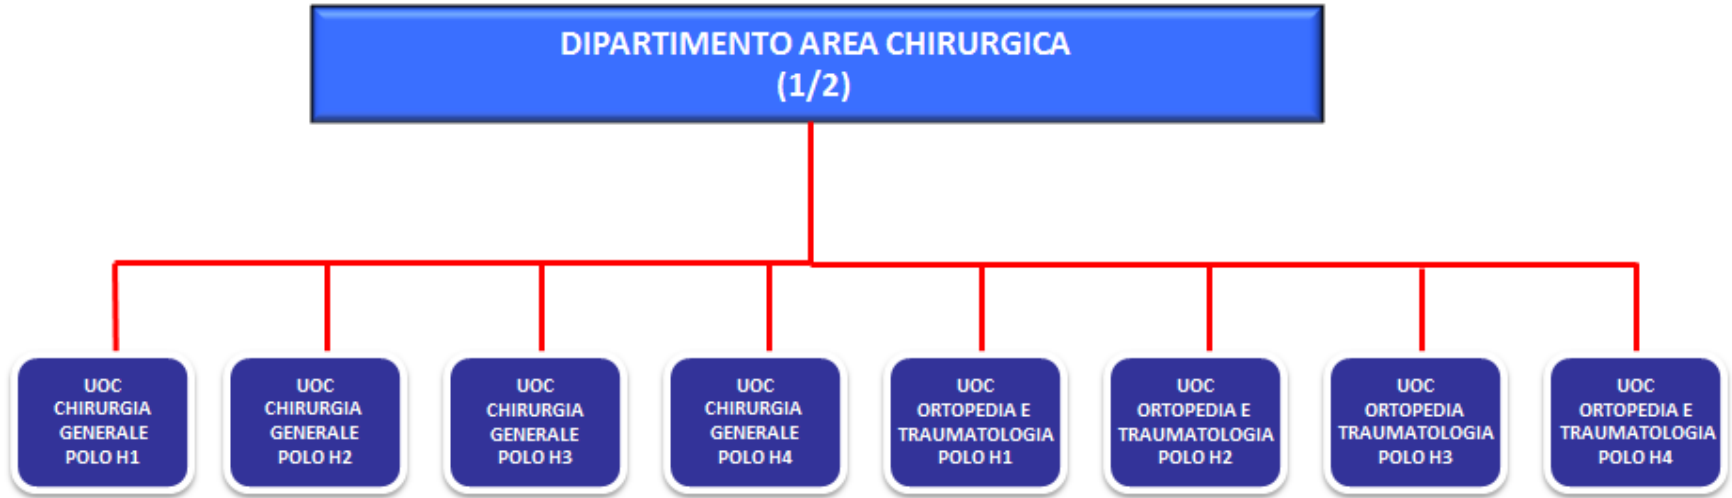 DIPARTIMENTO AREA CHIRURGICA
(1/2)
UOC
CHIRURGIA
GENERALE
POLO H1
UOC
CHIRURGIA
GENERALE
POLO H2
UOC
CHIRURGIA
GENERALE
POLO H3
UOC
CHIRURGIA
GENERALE
POLO H4
UOC
ORTOPEDIA E
TRAUMATOLOGIA
POLO H1
UOC
ORTOPEDIA E
TRAUMATOLOGIA
POLO H2
UOC
ORTOPEDIA
TRAUMATOLOGIA
POLO H3
UOC
ORTOPEDIA E
TRAUMATOLOGIA
POLO H4